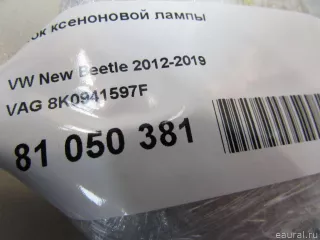 ок ксеноновой лампы
VW New Beetle 2012-2019
VAG 8K0941597F
81 050 381
© eaural.ru